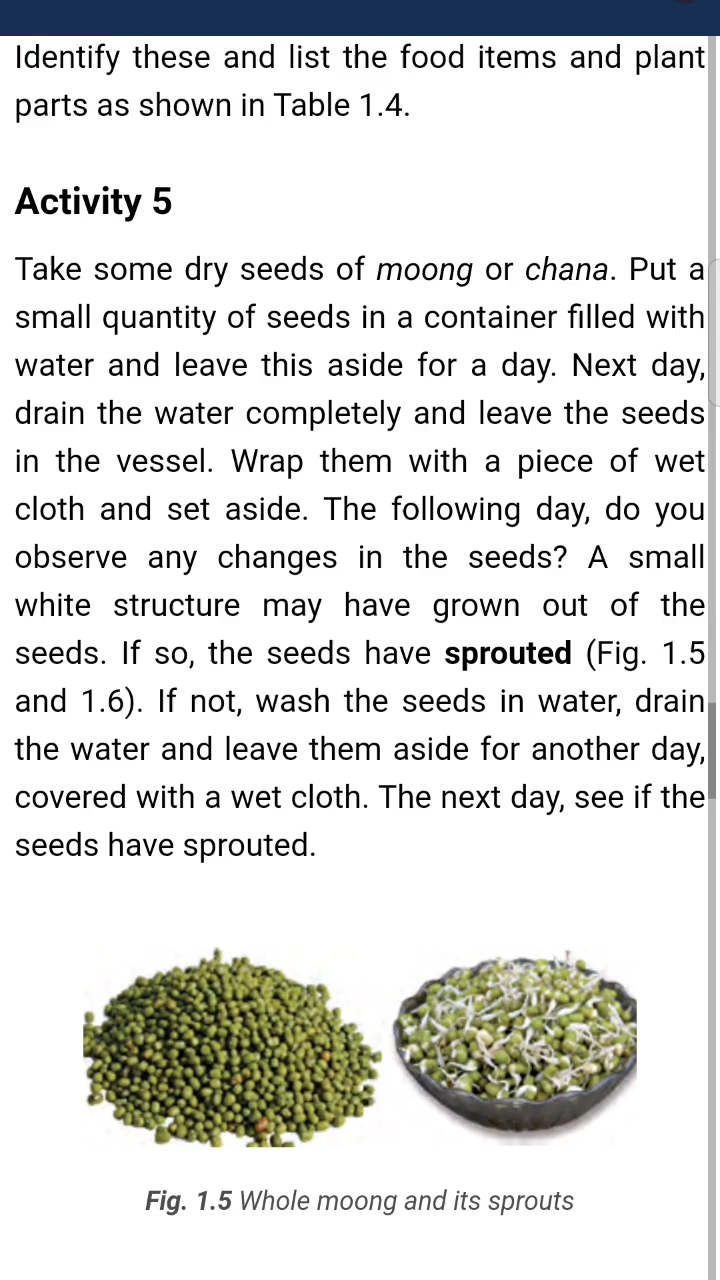 Identify these and list the food items and plant
parts as shown in Table 1.4.
Activity 5
Take some dry seeds of moong or chana. Put a
small quantity of seeds in a container filled with
water and leave this aside for a day. Next day,
drain the water completely and leave the seeds
in the vessel. Wrap them with a piece of wet
cloth and set aside. The following day, do you
observe any changes in the seeds? A small
white structure may have grown out of the
seeds. If so, the seeds have sprouted (Fig. 1.5
and 1.6). If not, wash the seeds in water, drain
the water and leave them aside for another day,
covered with a wet cloth. The next day, see if the
seeds have sprouted.
Fig. 1.5 Whole moong and its sprouts